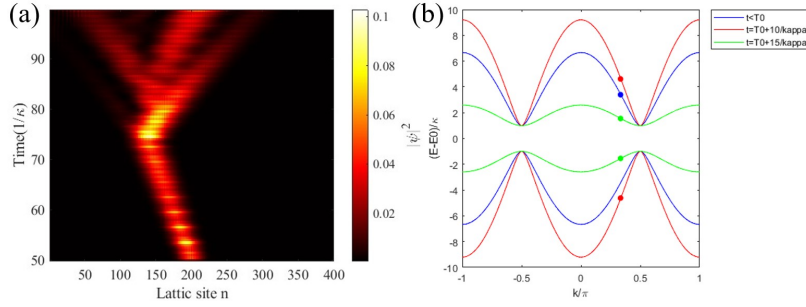 (a)
100
90
80
70
60
50
Time(1/κ)
50 100 150 200 250 300 350 400
Lattic site n
0.1
0.08
0.06
0.04
0.02
|ψ|²
(b)
10
8
6
4
2
0
-2
-4
-6
-8
-10
(E-E0)/κ
-1 -0.5 0 0.5 1
k/π
t<T0
t=T0+10/kappa
t=T0+15/kappa